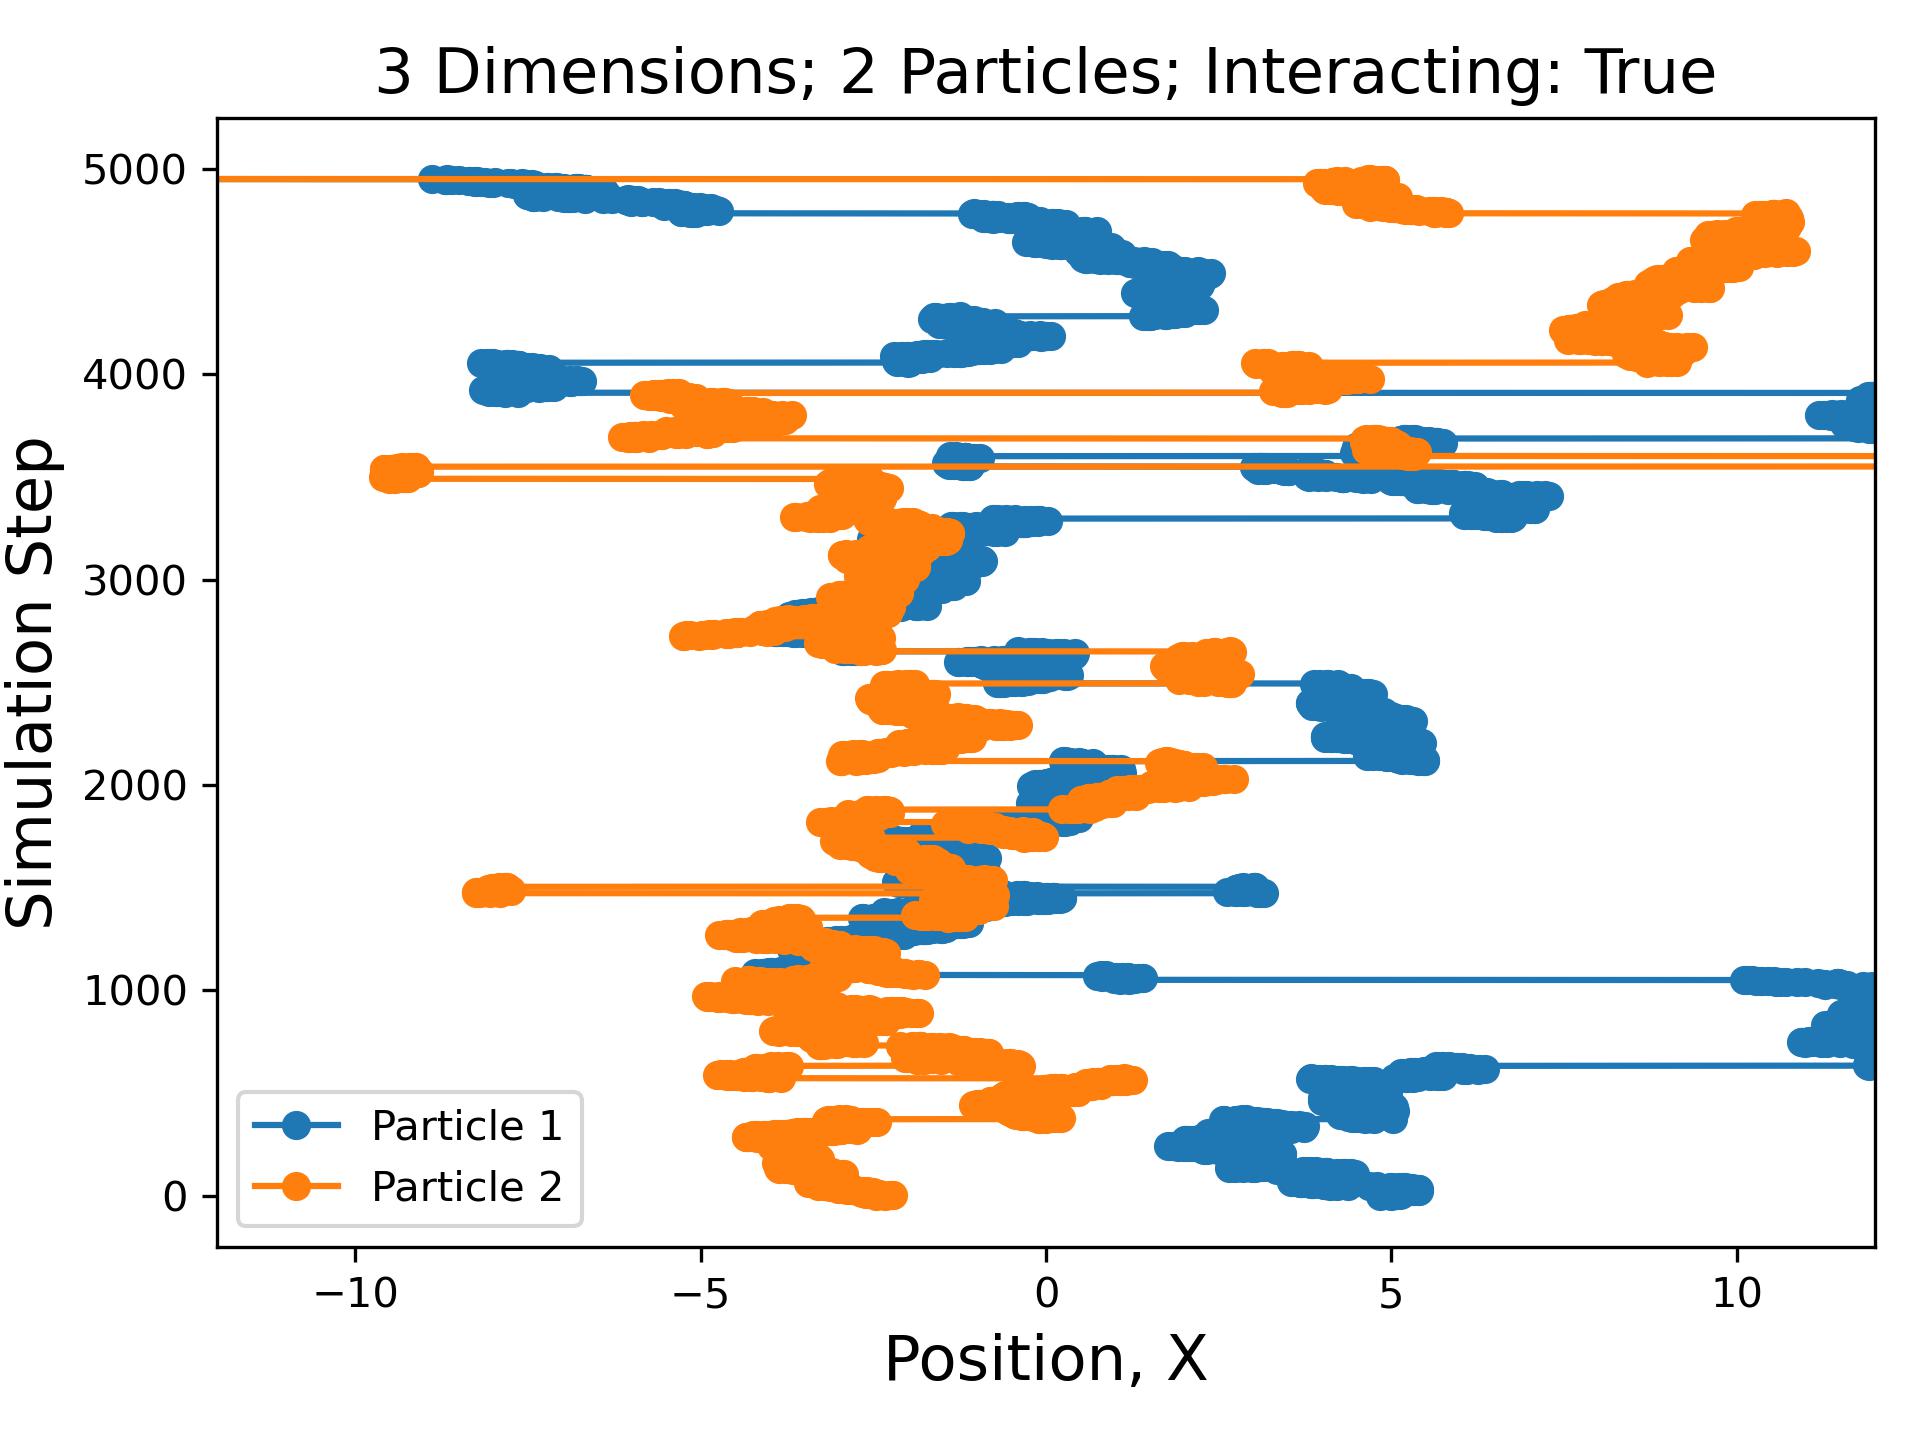 3 Dimensions; 2 Particles; Interacting: True
Simulation Step
5000
4000
3000
2000
1000
0
Particle 1
Particle 2
−10
−5
0
5
10
Position, X